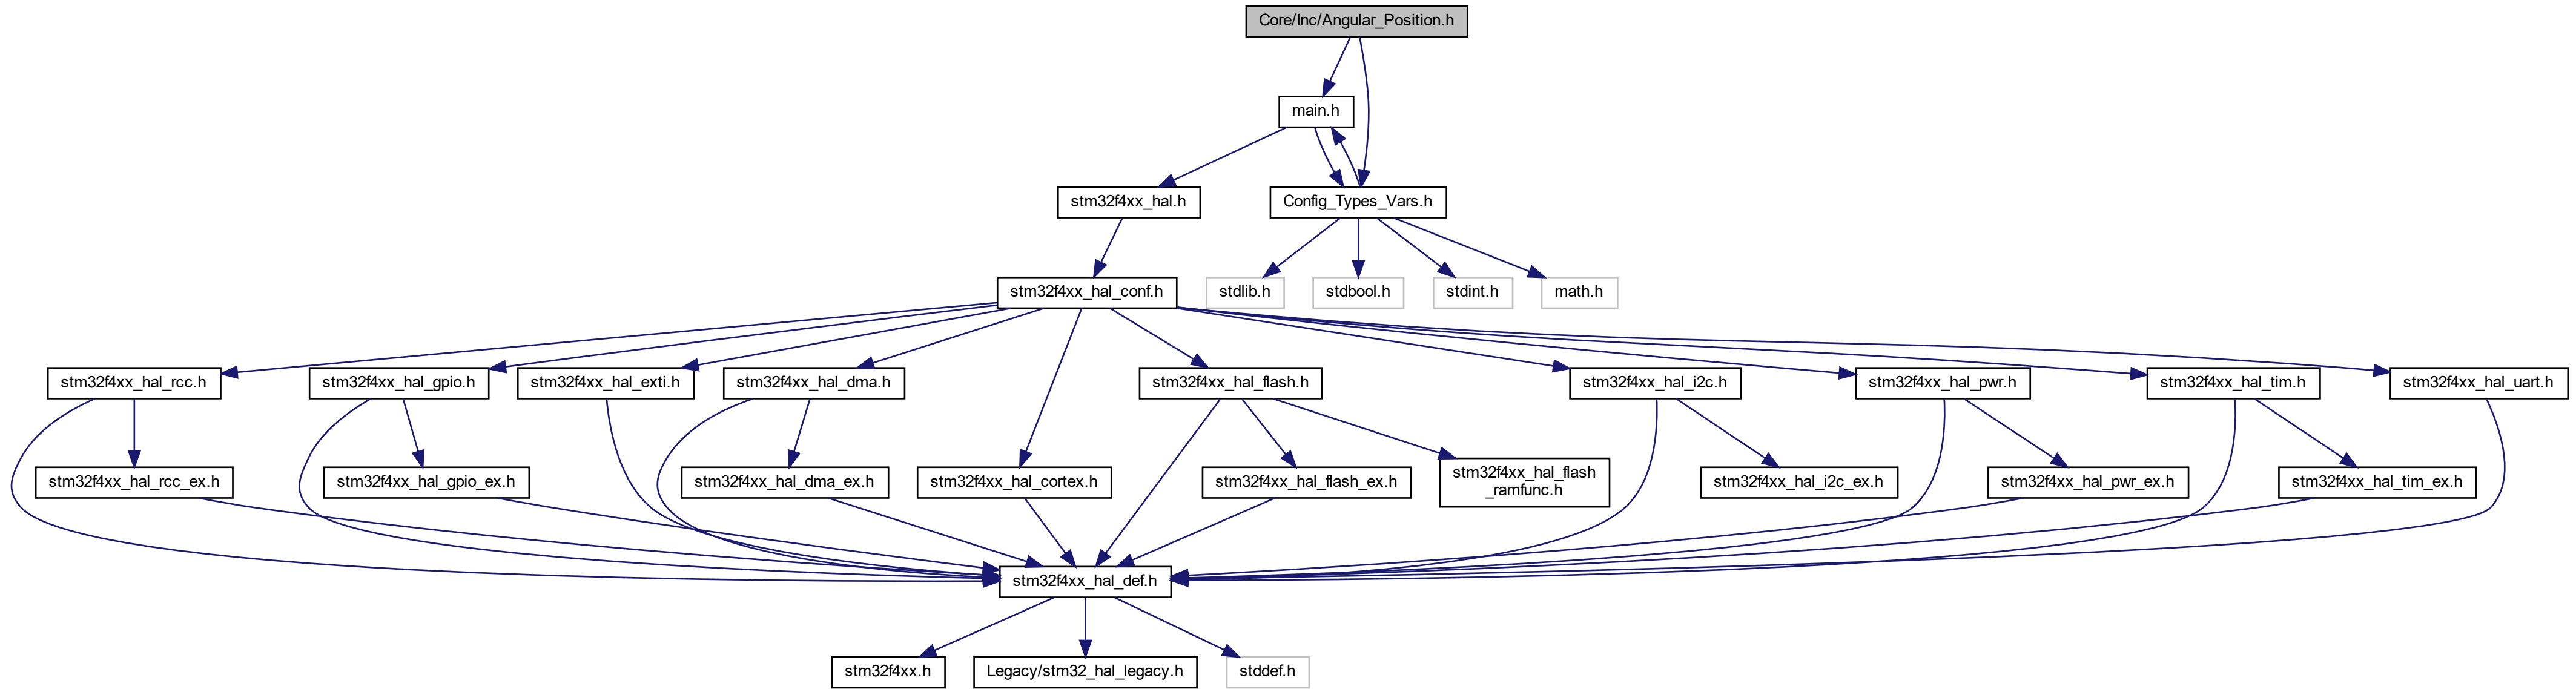 Core/Inc/Angular_Position.h
main.h
stm32f4xx_hal.h
Config_Types_Vars.h
stm32f4xx_hal_conf.h
stdlib.h
stdbool.h
stdint.h
math.h
stm32f4xx_hal_rcc.h
stm32f4xx_hal_gpio.h
stm32f4xx_hal_exti.h
stm32f4xx_hal_dma.h
stm32f4xx_hal_flash.h
stm32f4xx_hal_i2c.h
stm32f4xx_hal_pwr.h
stm32f4xx_hal_tim.h
stm32f4xx_hal_uart.h
stm32f4xx_hal_rcc_ex.h
stm32f4xx_hal_gpio_ex.h
stm32f4xx_hal_dma_ex.h
stm32f4xx_hal_cortex.h
stm32f4xx_hal_flash_ex.h
stm32f4xx_hal_flash
_ramfunc.h
stm32f4xx_hal_i2c_ex.h
stm32f4xx_hal_pwr_ex.h
stm32f4xx_hal_tim_ex.h
stm32f4xx_hal_def.h
stm32f4xx.h
Legacy/stm32_hal_legacy.h
stddef.h